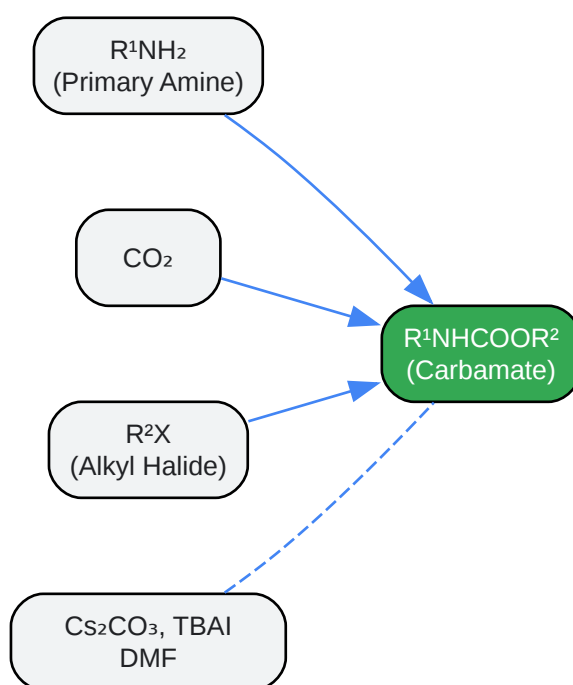 R¹NH₂
(Primary Amine)
CO₂
R¹NHCOOR²
(Carbamate)
R²X
(Alkyl Halide)
Cs₂CO₃, TBAI
DMF